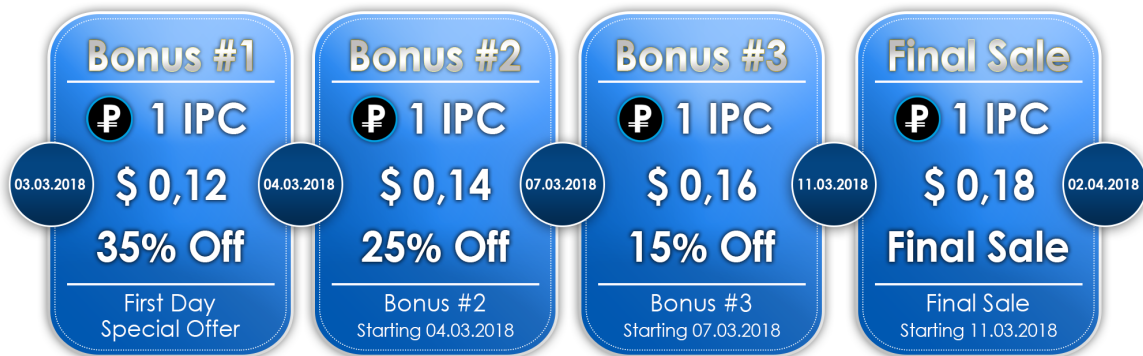 Bonus #1
₽ 1 IPC
$ 0,12
35% Off
First Day
Special Offer
Bonus #2
₽ 1 IPC
$ 0,14
25% Off
Bonus #2
Starting 04.03.2018
Bonus #3
₽ 1 IPC
$ 0,16
15% Off
Bonus #3
Starting 07.03.2018
Final Sale
₽ 1 IPC
$ 0,18
Final Sale
Final Sale
Starting 11.03.2018
03.03.2018
04.03.2018
07.03.2018
11.03.2018
02.04.2018